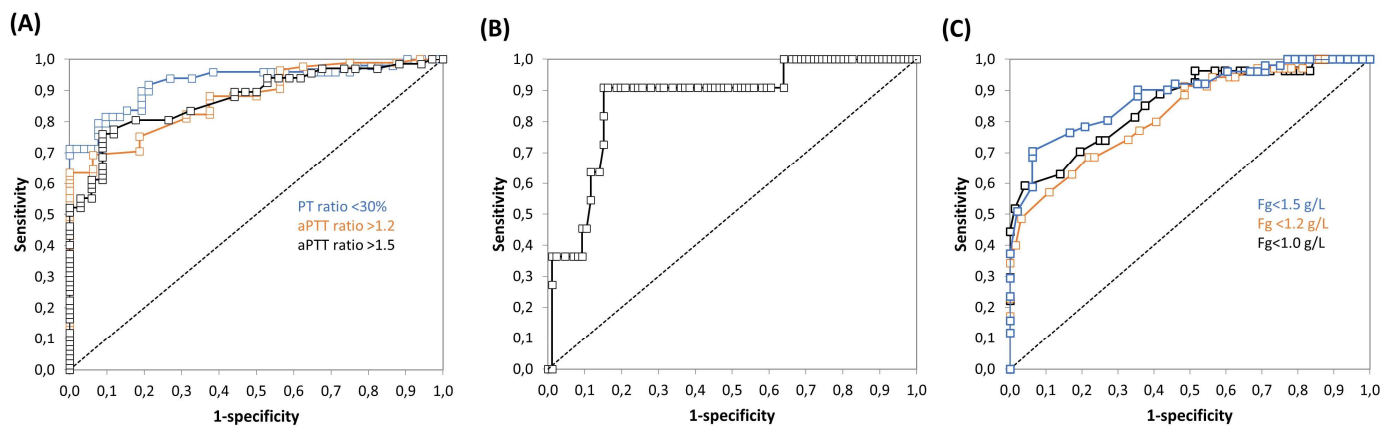 (A)
1,0
0,9
0,8
0,7
0,6
0,5
0,4
0,3
0,2
0,1
0,0
Sensitivity
PT ratio <30%
aPTT ratio >1.2
aPTT ratio >1.5
0,0 0,1 0,2 0,3 0,4 0,5 0,6 0,7 0,8 0,9 1,0
1-specificity
(B)
1,0
0,9
0,8
0,7
0,6
0,5
0,4
0,3
0,2
0,1
0,0
Sensitivity
0,0 0,1 0,2 0,3 0,4 0,5 0,6 0,7 0,8 0,9 1,0
1-specificity
(C)
1,0
0,9
0,8
0,7
0,6
0,5
0,4
0,3
0,2
0,1
0,0
Sensitivity
Fg<1.5 g/L
Fg <1.2 g/L
Fg<1.0 g/L
0,0 0,1 0,2 0,3 0,4 0,5 0,6 0,7 0,8 0,9 1,0
1-specificity